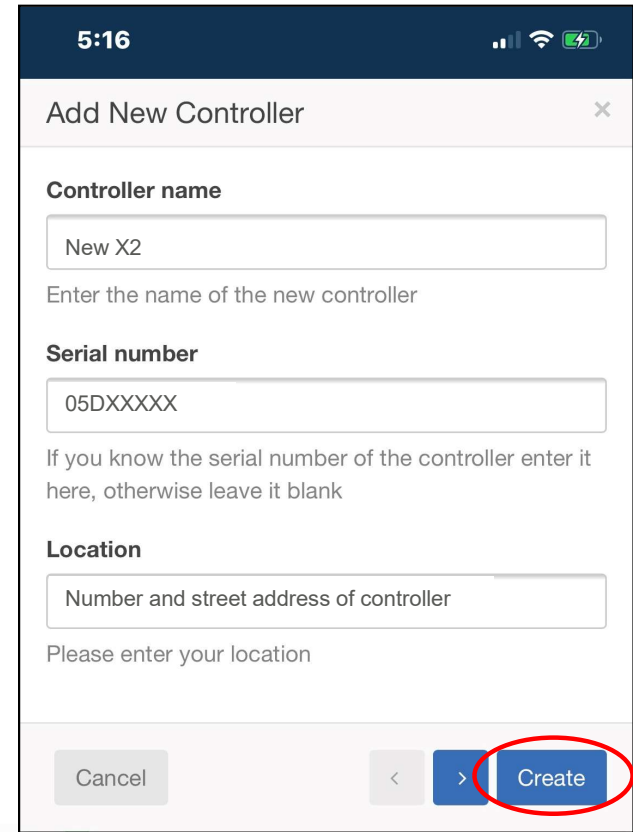 5:16
Add New Controller ×
Controller name
New X2
Enter the name of the new controller
Serial number
05DXXXXX
If you know the serial number of the controller enter it
here, otherwise leave it blank
Location
Number and street address of controller
Please enter your location
Cancel < > Create